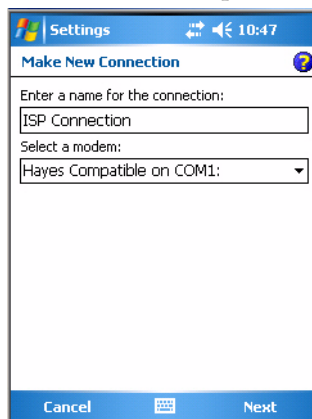 Settings 10:47
Make New Connection
Enter a name for the connection:
ISP Connection
Select a modem:
Hayes Compatible on COM1:
Cancel Next